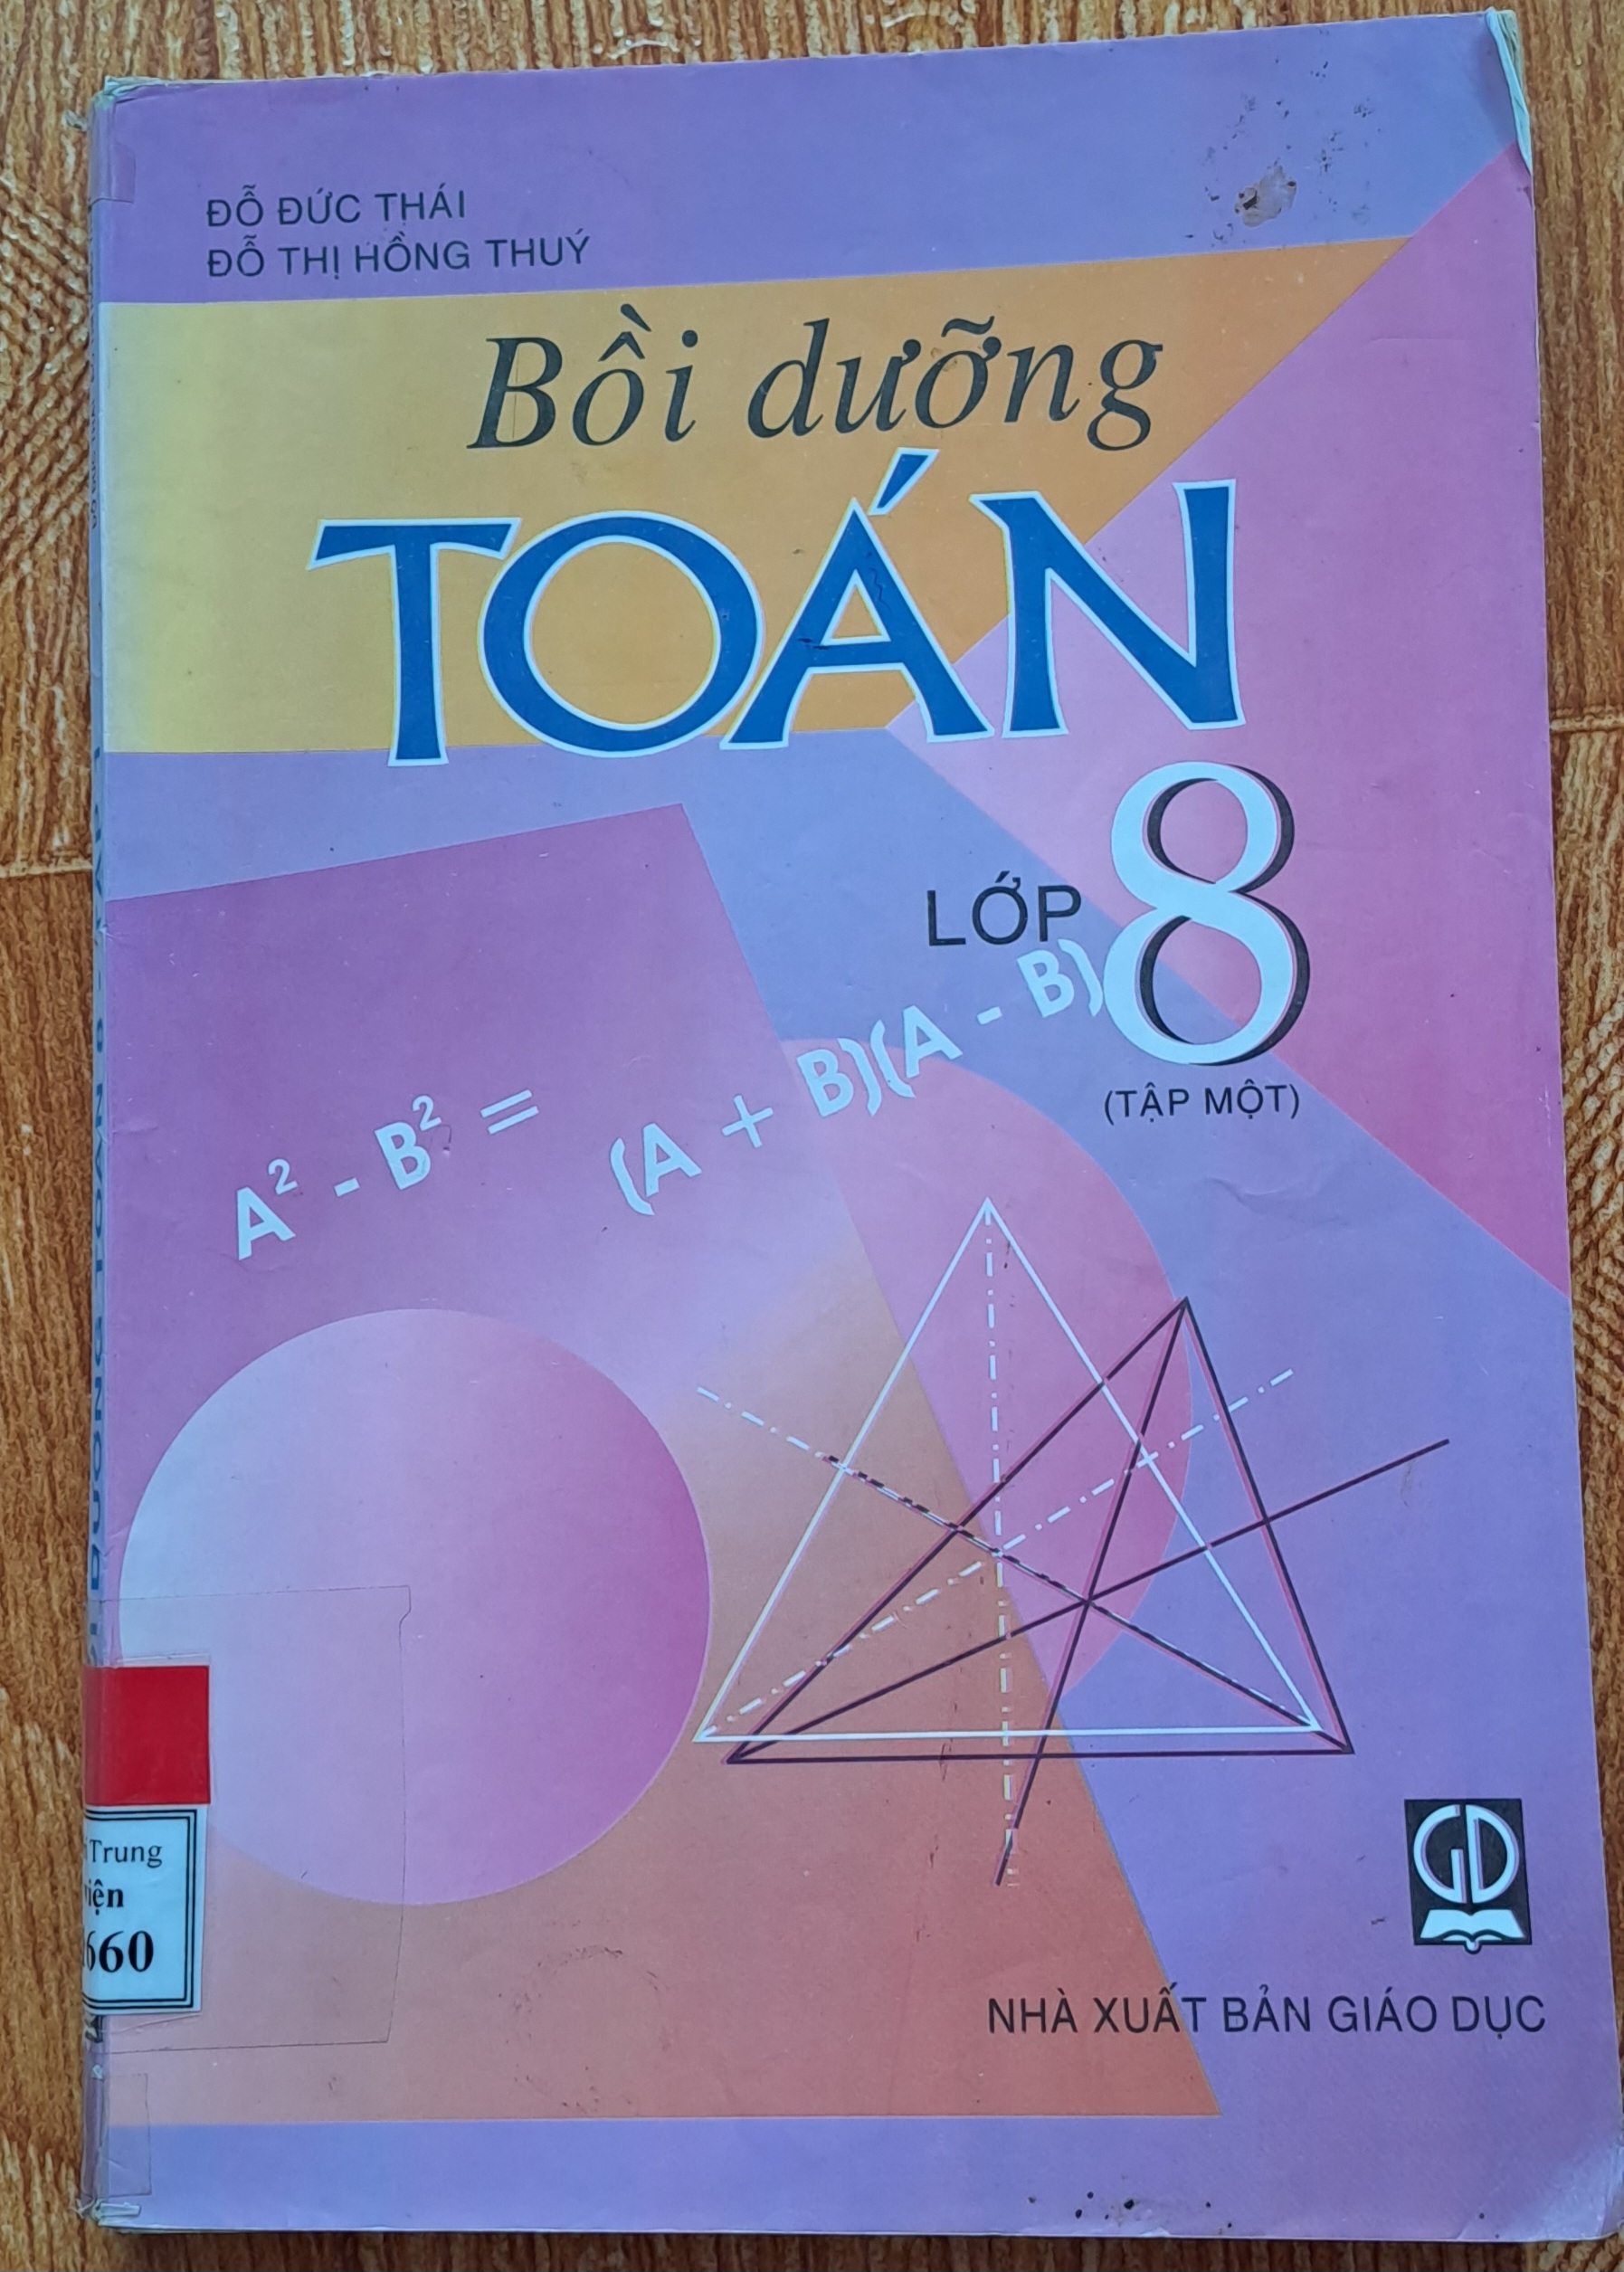 ĐỖ ĐỨC THÁI
ĐỖ THỊ HỒNG THUÝ
Bồi dưỡng
TOÁN
LỚP 8
(TẬP MỘT)
A² - B² = (A + B)(A - B)
Trung
660
GD
NHÀ XUẤT BẢN GIÁO DỤC